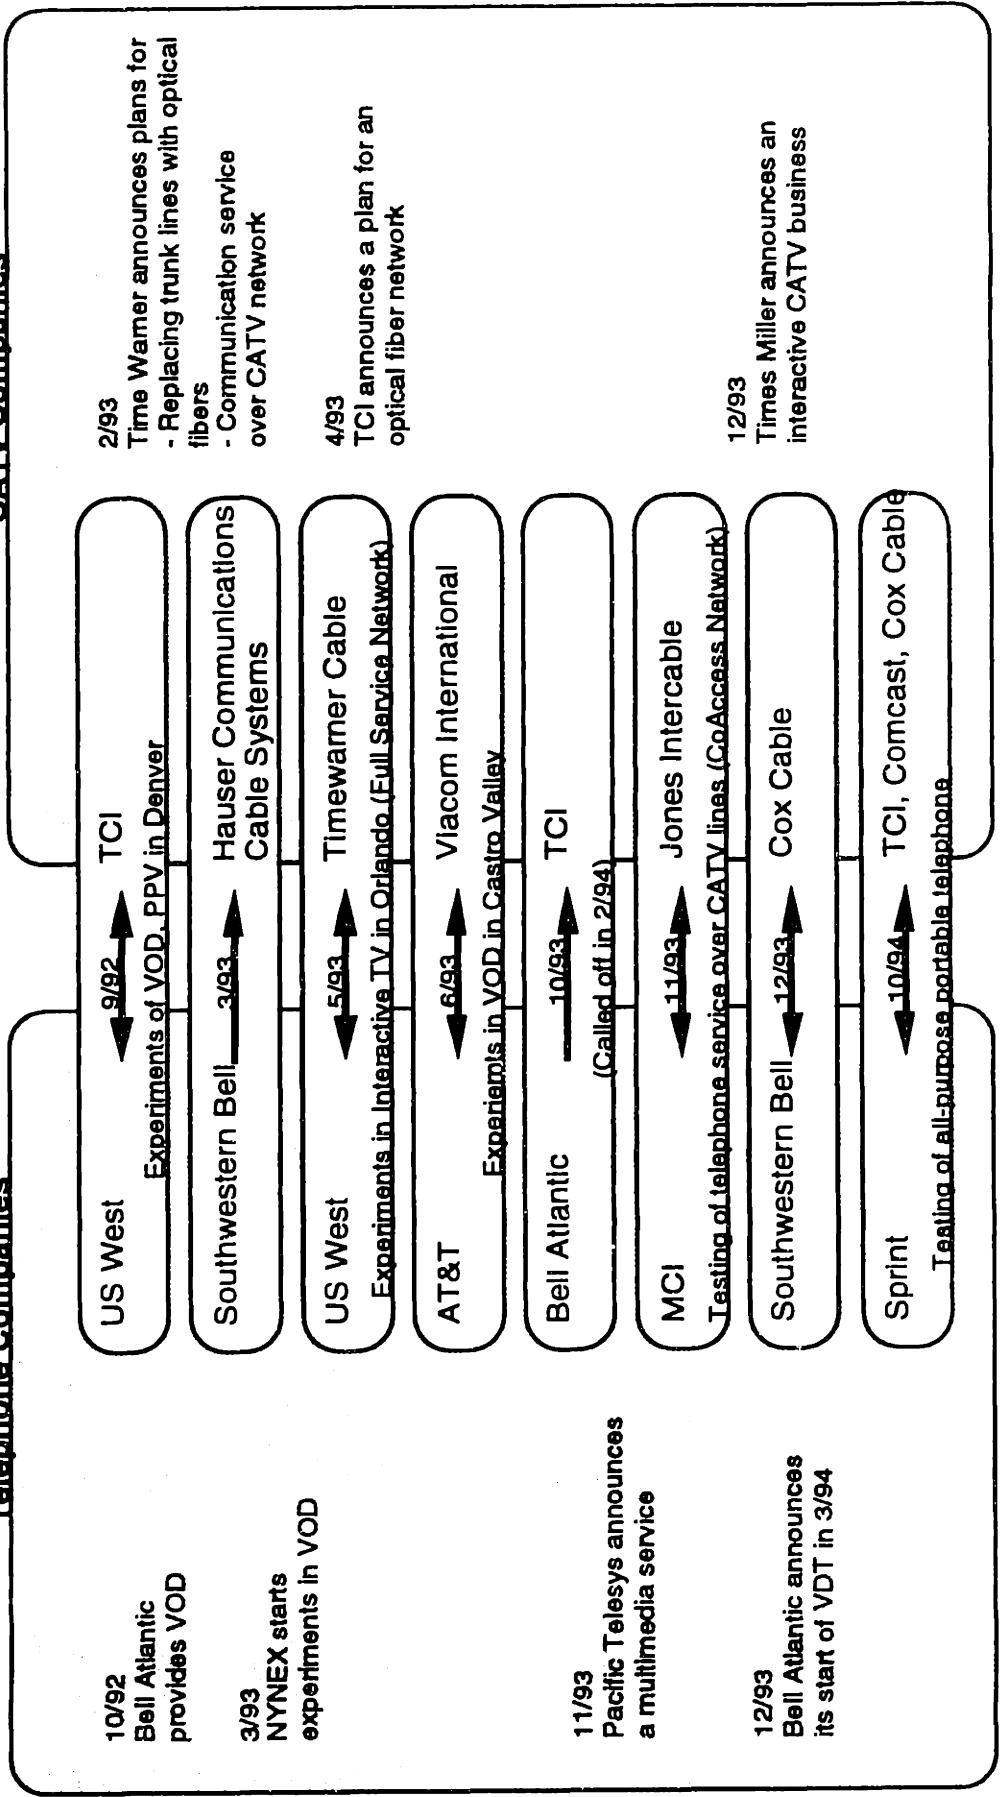 Telephone Companies
CATV Companies
10/92
Bell Atlantic
provides VOD
3/93
NYNEX starts
experiments in VOD
11/93
Pacific Telesys announces
a multimedia service
12/93
Bell Atlantic announces
its start of VDT in 3/94
US West 9/92 TCI
Experiments of VOD, PPV in Denver
Southwestern Bell 3/93 Hauser Communications
Cable Systems
US West 5/93 Timewarner Cable
Experiments in Interactive TV in Orlando (Full Service Network)
AT&T 6/93 Viacom International
Experiemts in VOD in Castro Valley
Bell Atlantic 10/93 TCI
(Called off in 2/94)
MCI 11/93 Jones Intercable
Testing of telephone service over CATV lines (CoAccess Network)
Southwestern Bell 12/93 Cox Cable
Sprint 10/94 TCI, Comcast, Cox Cable
Testing of all-purpose portable telephone
2/93
Time Warner announces plans for
- Replacing trunk lines with optical
fibers
- Communication service
over CATV network
4/93
TCI announces a plan for an
optical fiber network
12/93
Times Miller announces an
interactive CATV business